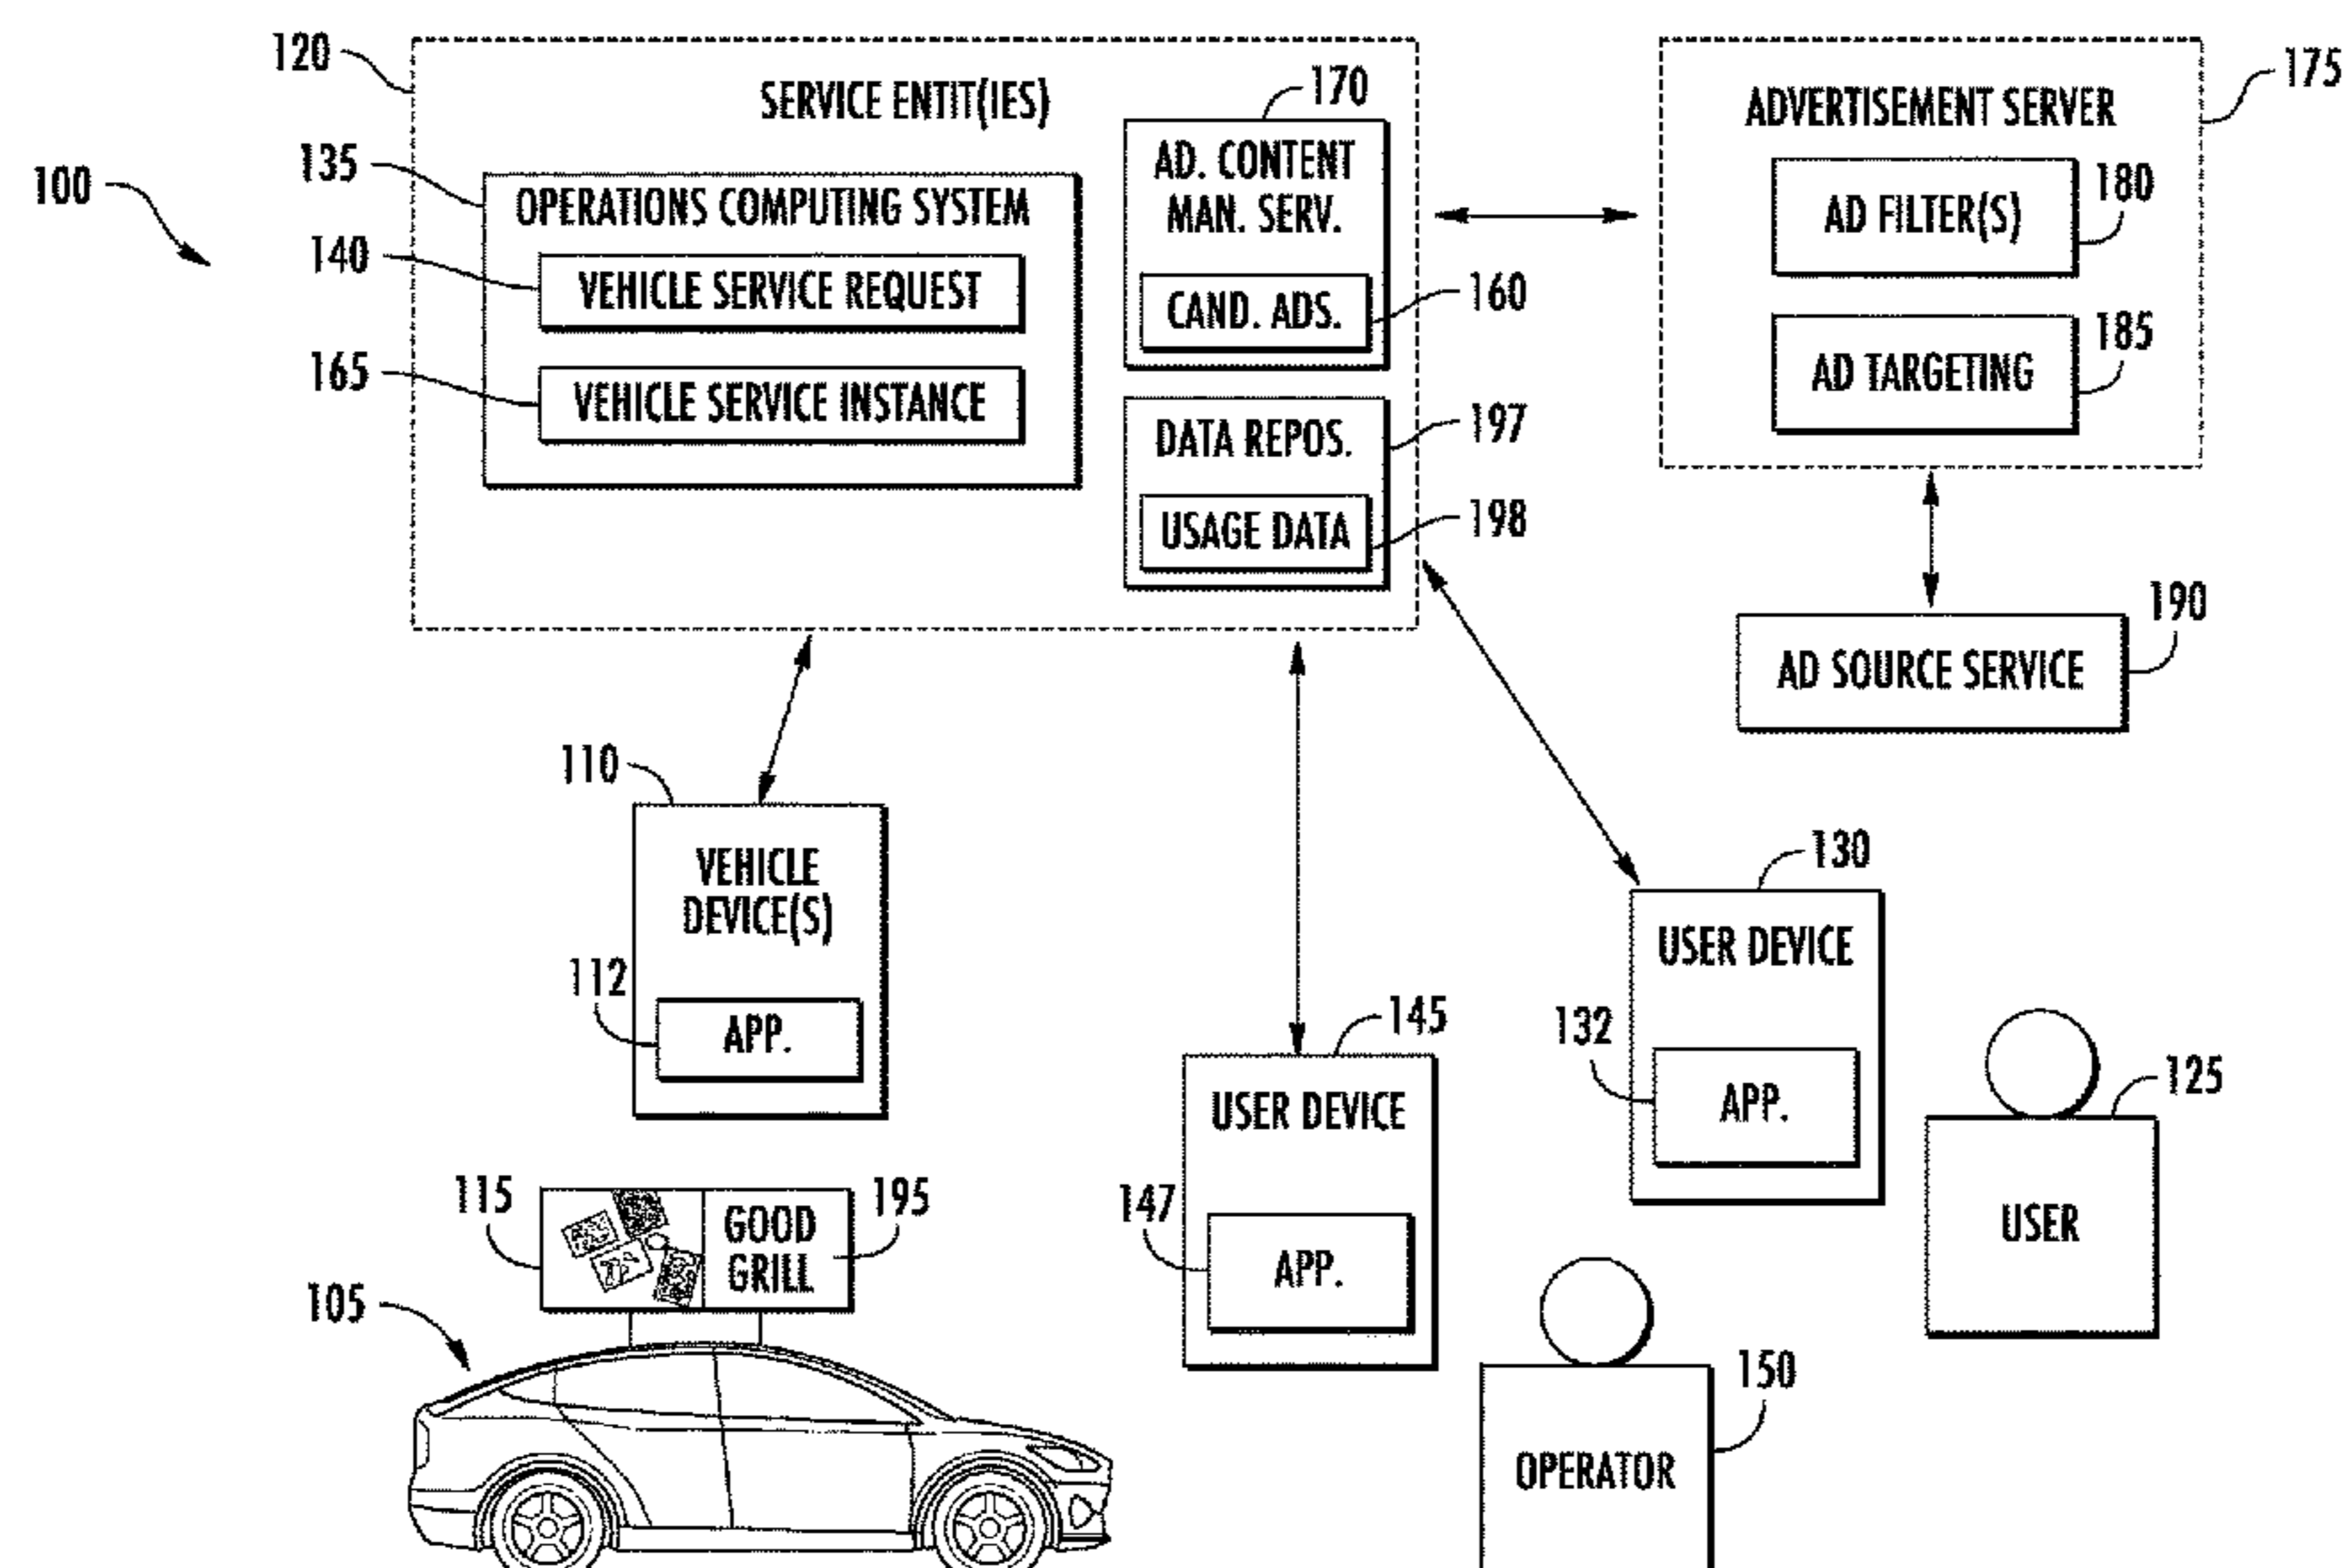 120
SERVICE ENTIT(IES)
170
ADVERTISEMENT SERVER
175
100
135
OPERATIONS COMPUTING SYSTEM
140
VEHICLE SERVICE REQUEST
165
VEHICLE SERVICE INSTANCE
AD. CONTENT
MAN. SERV.
CAND. ADS.
160
DATA REPOS.
197
USAGE DATA
198
AD FILTER(S)
180
AD TARGETING
185
AD SOURCE SERVICE
190
110
VEHICLE
DEVICE(S)
112
APP.
145
USER DEVICE
147
APP.
130
USER DEVICE
132
APP.
125
USER
115
GOOD
GRILL
195
105
150
OPERATOR